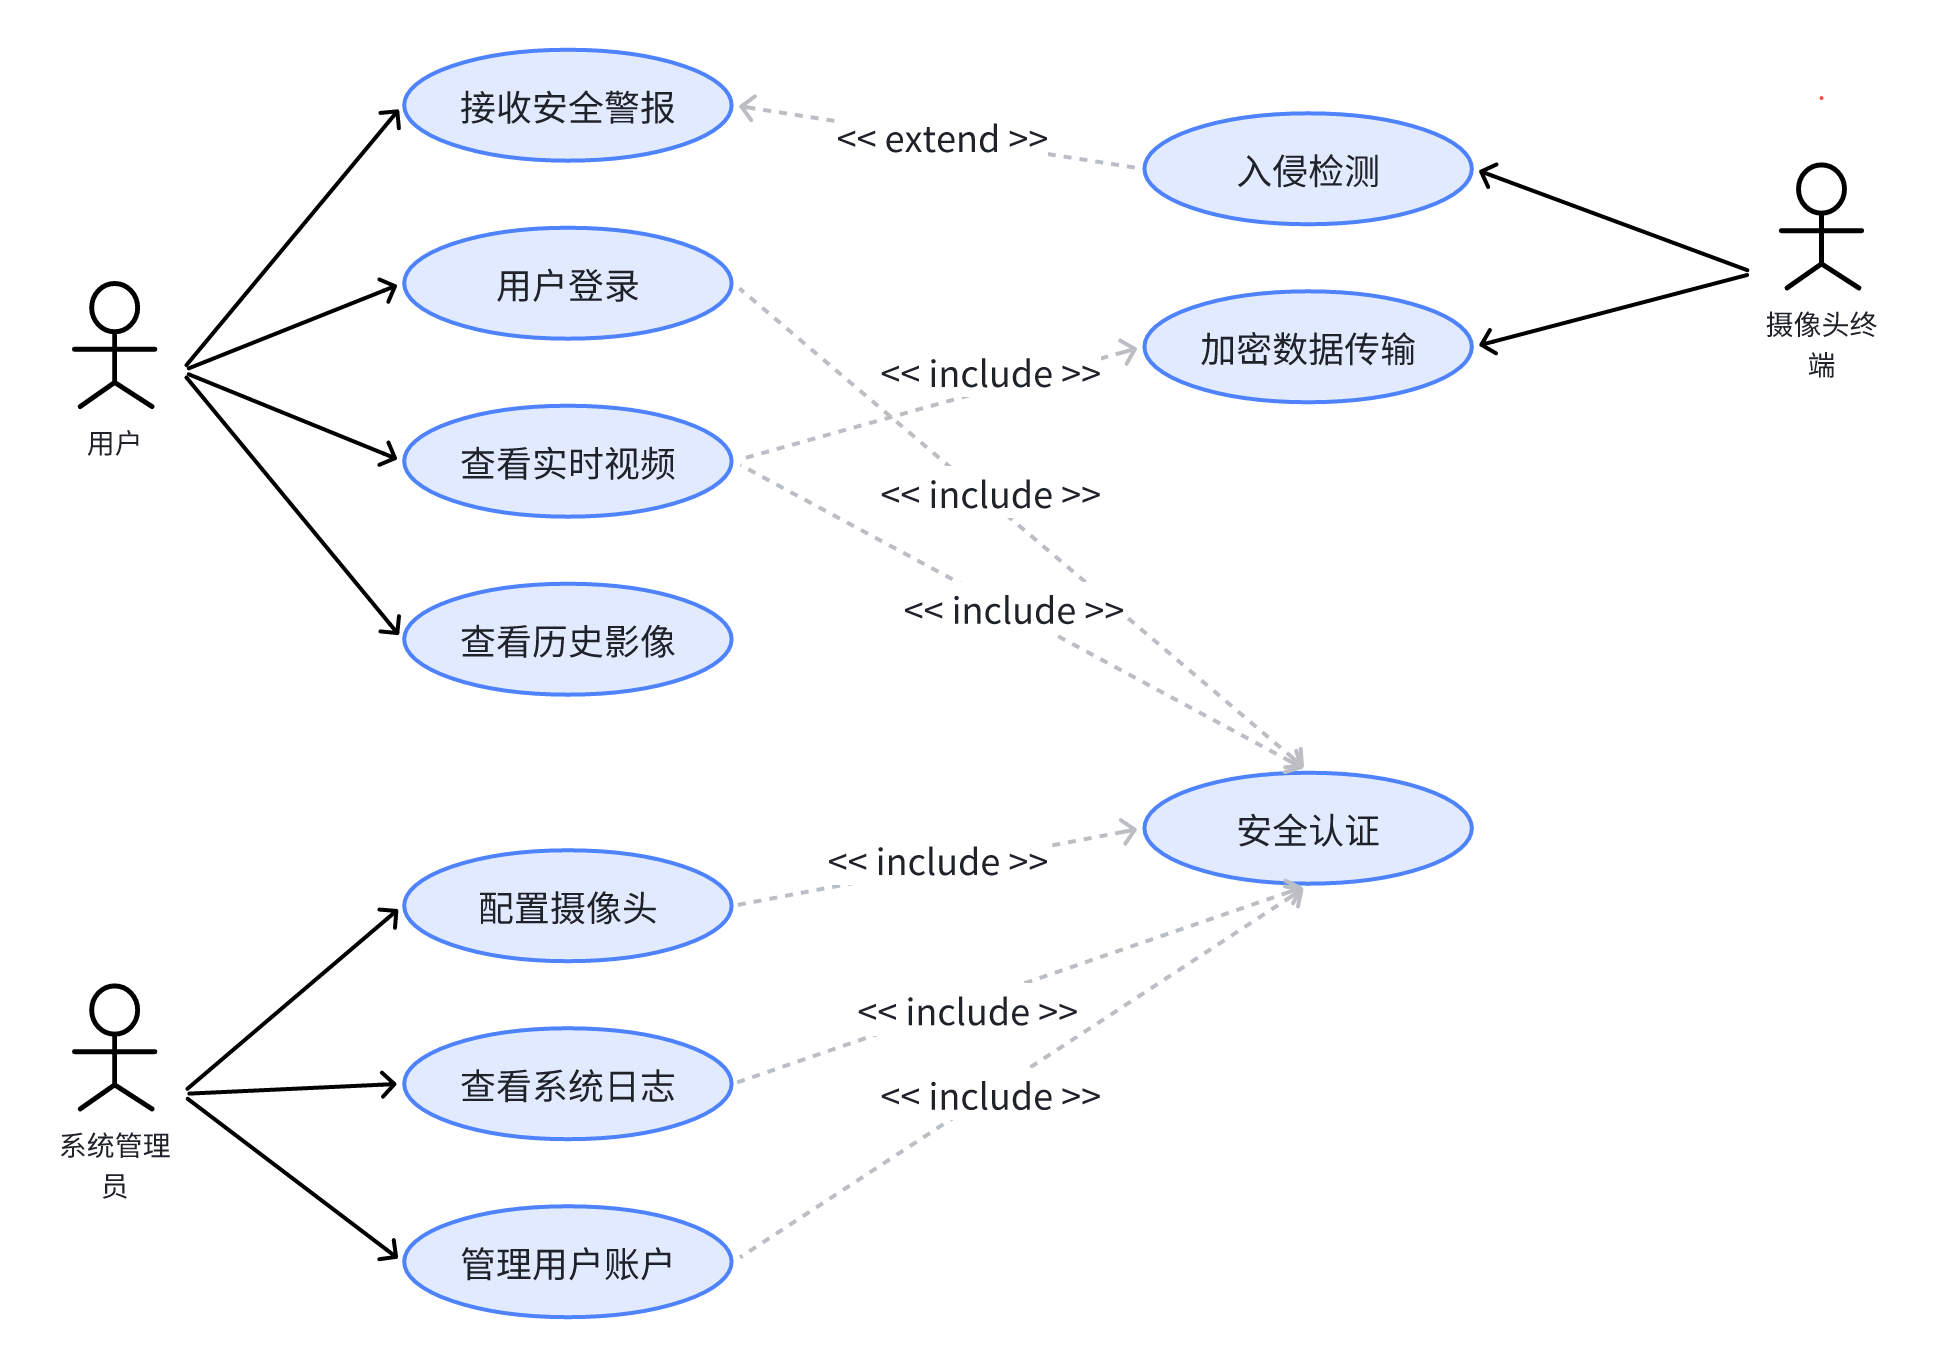 接收安全警报
<< extend >>
入侵检测
用户登录
摄像头终
端
<< include >>
加密数据传输
用户
查看实时视频
<< include >>
<< include >>
查看历史影像
安全认证
<< include >>
配置摄像头
<< include >>
查看系统日志
<< include >>
系统管理
员
管理用户账户